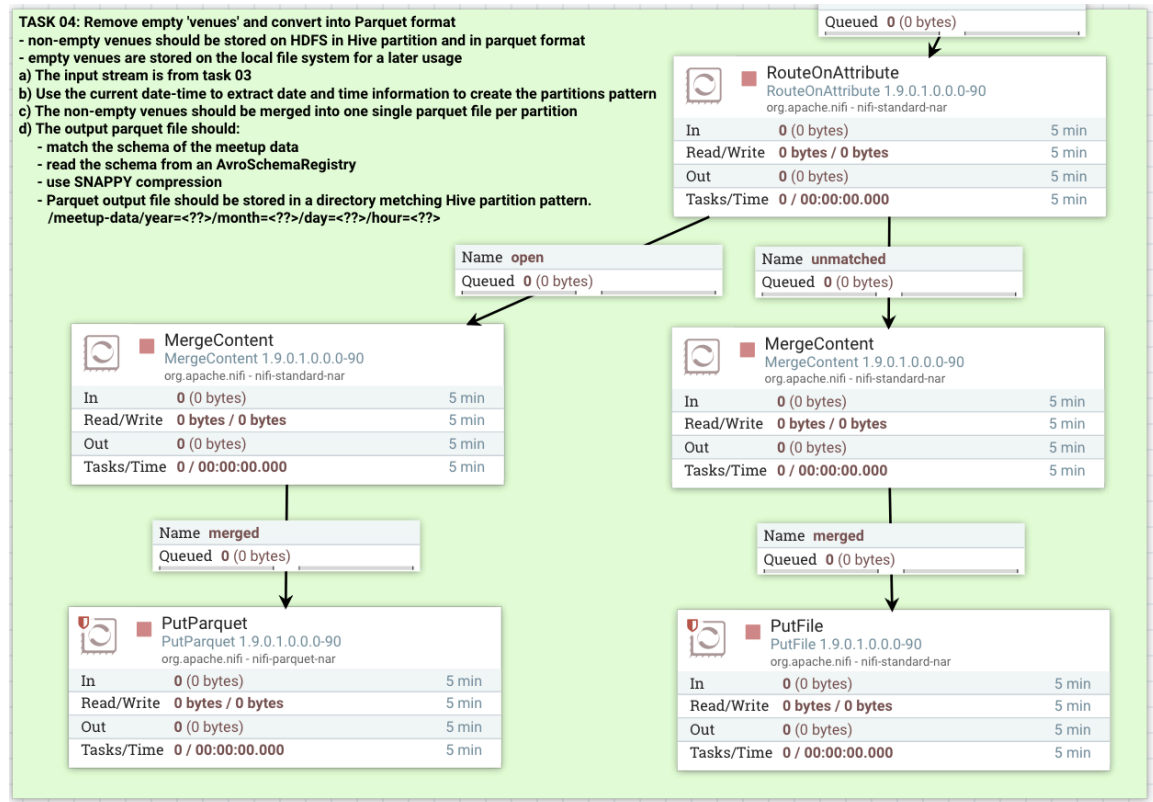 TASK 04: Remove empty 'venues' and convert into Parquet format
- non-empty venues should be stored on HDFS in Hive partition and in parquet format
- empty venues are stored on the local file system for a later usage
a) The input stream is from task 03
b) Use the current date-time to extract date and time information to create the partitions pattern
c) The non-empty venues should be merged into one single parquet file per partition
d) The output parquet file should:
- match the schema of the meetup data
- read the schema from an AvroSchemaRegistry
- use SNAPPY compression
- Parquet output file should be stored in a directory metching Hive partition pattern.
/meetup-data/year=<??>/month=<??>/day=<??>/hour=<??>
Queued 0 (0 bytes)
RouteOnAttribute
RouteOnAttribute 1.9.0.1.0.0.0-90
org.apache.nifi - nifi-standard-nar
In 0 (0 bytes) 5 min
Read/Write 0 bytes / 0 bytes 5 min
Out 0 (0 bytes) 5 min
Tasks/Time 0 / 00:00:00.000 5 min
Name open
Queued 0 (0 bytes)
Name unmatched
Queued 0 (0 bytes)
MergeContent
MergeContent 1.9.0.1.0.0.0-90
org.apache.nifi - nifi-standard-nar
In 0 (0 bytes) 5 min
Read/Write 0 bytes / 0 bytes 5 min
Out 0 (0 bytes) 5 min
Tasks/Time 0 / 00:00:00.000 5 min
MergeContent
MergeContent 1.9.0.1.0.0.0-90
org.apache.nifi - nifi-standard-nar
In 0 (0 bytes) 5 min
Read/Write 0 bytes / 0 bytes 5 min
Out 0 (0 bytes) 5 min
Tasks/Time 0 / 00:00:00.000 5 min
Name merged
Queued 0 (0 bytes)
Name merged
Queued 0 (0 bytes)
PutParquet
PutParquet 1.9.0.1.0.0.0-90
org.apache.nifi - nifi-parquet-nar
In 0 (0 bytes) 5 min
Read/Write 0 bytes / 0 bytes 5 min
Out 0 (0 bytes) 5 min
Tasks/Time 0 / 00:00:00.000 5 min
PutFile
PutFile 1.9.0.1.0.0.0-90
org.apache.nifi - nifi-standard-nar
In 0 (0 bytes) 5 min
Read/Write 0 bytes / 0 bytes 5 min
Out 0 (0 bytes) 5 min
Tasks/Time 0 / 00:00:00.000 5 min